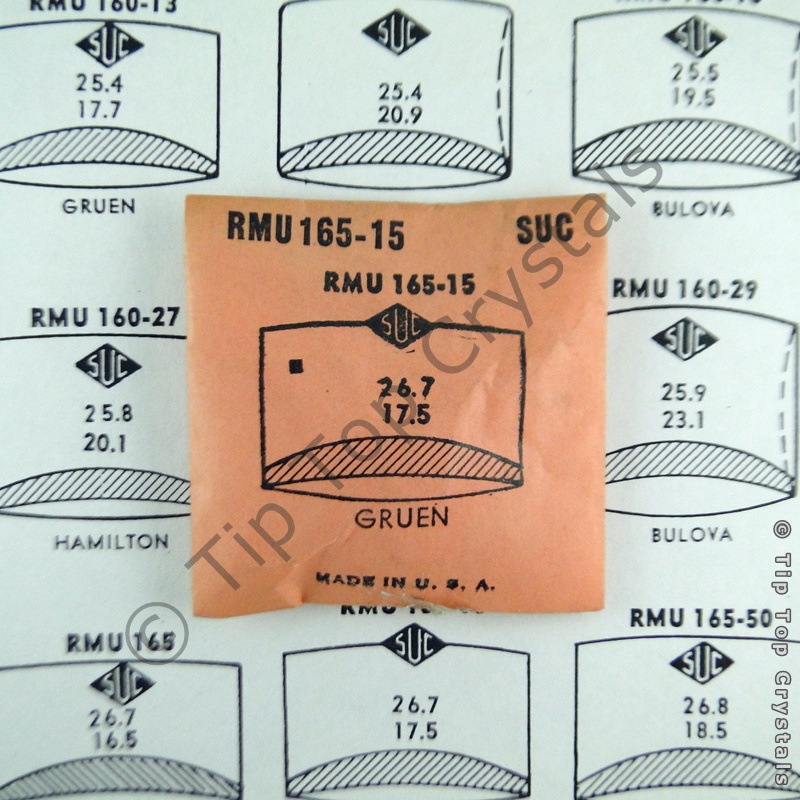 RMU 160-13
SUC
25.4
17.7
GRUEN
SUC
25.4
20.9
SUC
25.5
19.5
BULOVA
RMU 165-15 SUC
RMU 165-15
SUC
26.7
17.5
GRUEN
MADE IN U. S. A.
RMU 160-27
SUC
25.8
20.1
HAMILTON
RMU 160-29
SUC
25.9
23.1
BULOVA
RMU 165
SUC
26.7
16.5
SUC
26.7
17.5
RMU 165-50
SUC
26.8
18.5
© Tip Top Crystals
© Tip Top Crystals